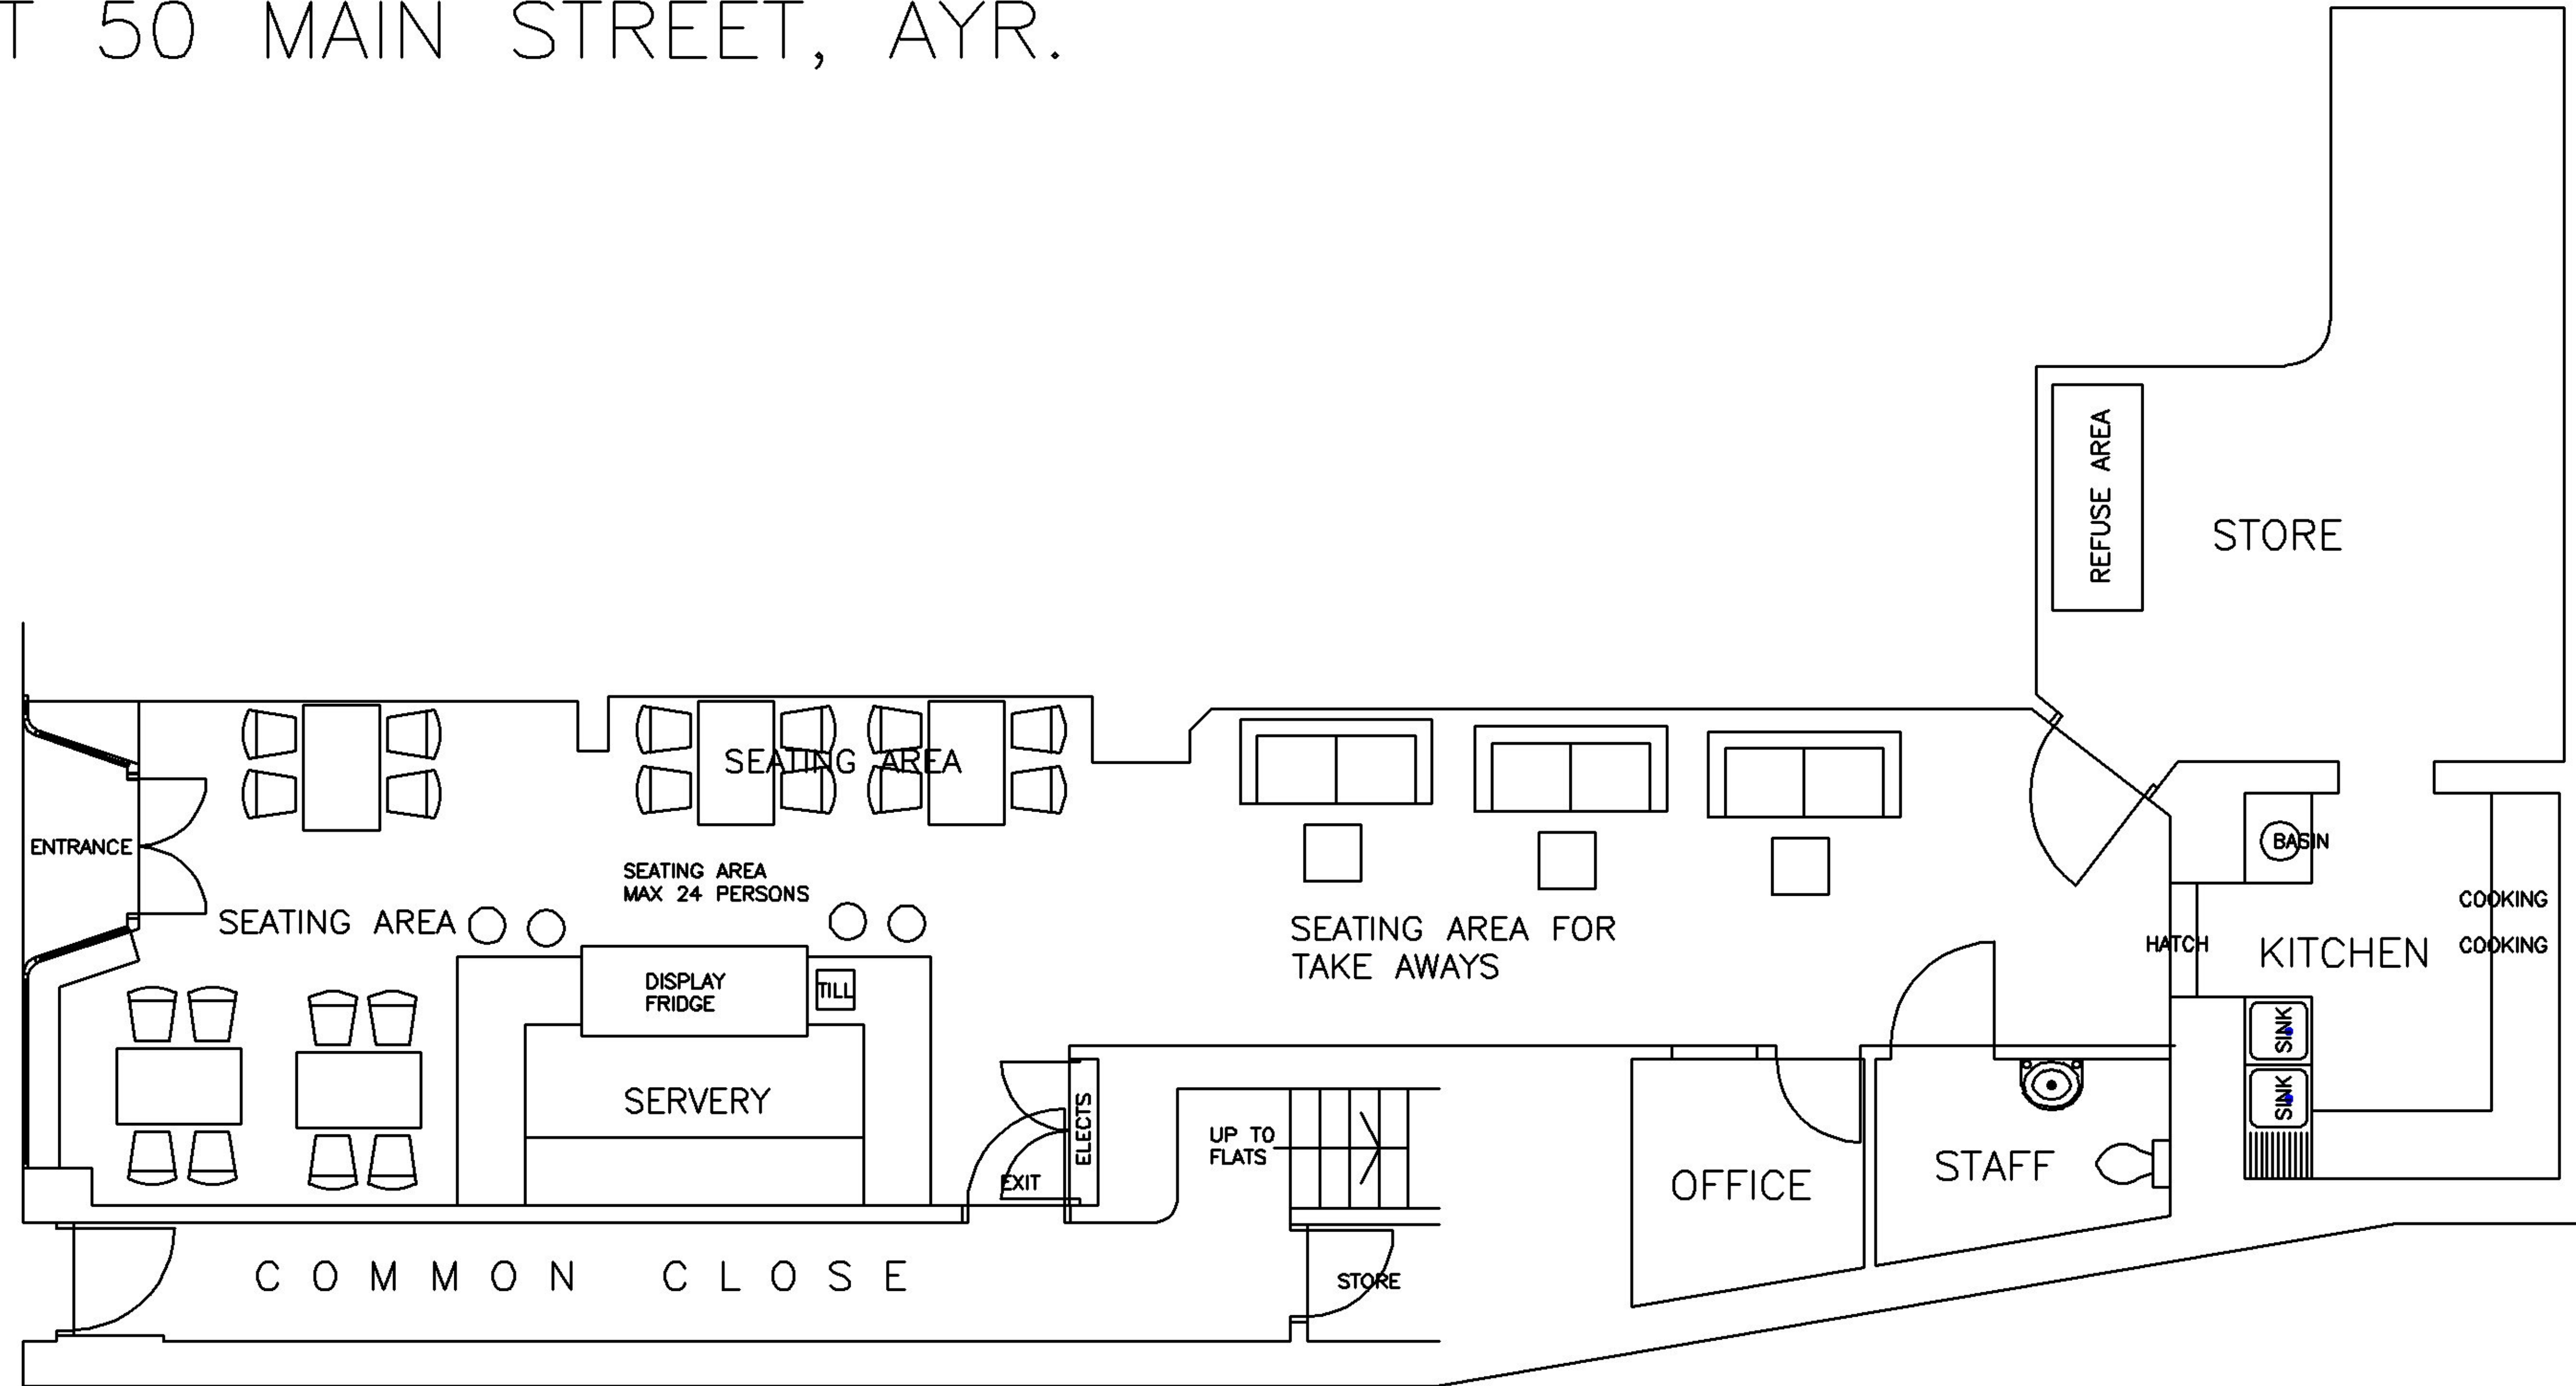 T 50 MAIN STREET, AYR.
REFUSE AREA
STORE
SEATING AREA
ENTRANCE
SEATING AREA
MAX 24 PERSONS
SEATING AREA
BASIN
COOKING
COOKING
HATCH
KITCHEN
SEATING AREA FOR
TAKE AWAYS
DISPLAY
FRIDGE
TILL
SINK
SINK
SERVERY
ELECTS
UP TO
FLATS
EXIT
OFFICE
STAFF
COMMON CLOSE
STORE